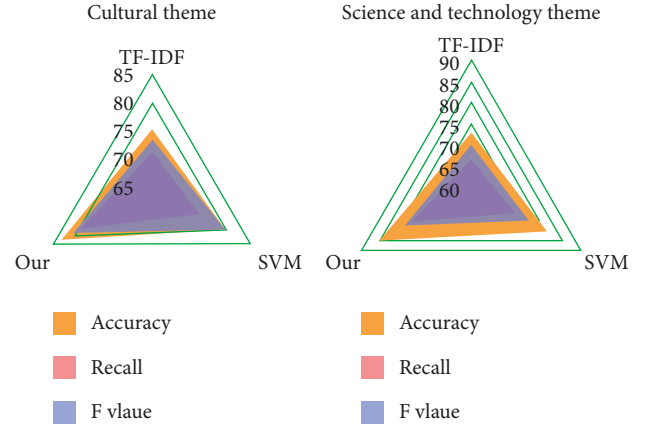 Cultural theme
TF-IDF
85
80
75
70
65
Our
SVM
Accuracy
Recall
F vlaue
Science and technology theme
TF-IDF
90
85
80
75
70
65
60
Our
SVM
Accuracy
Recall
F vlaue